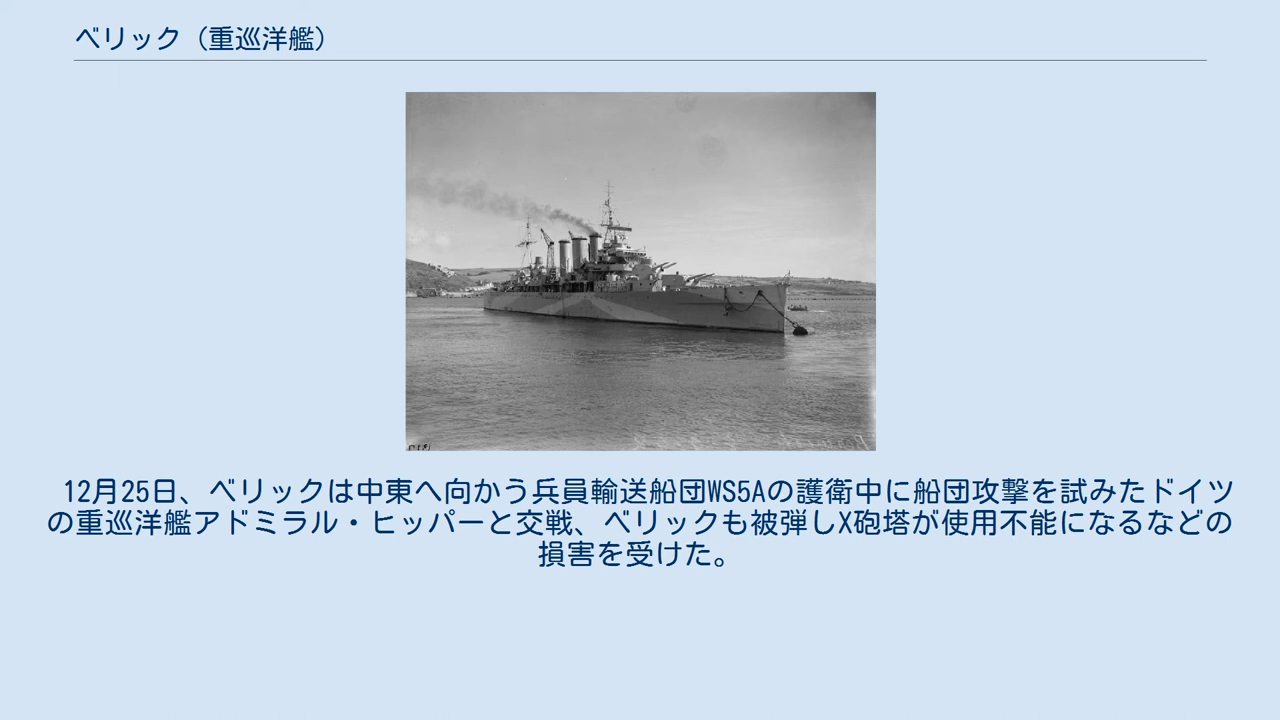 ベリック（重巡洋艦）
12月25日、ベリックは中東へ向かう兵員輸送船団WS5Aの護衛中に船団攻撃を試みたドイツ
の重巡洋艦アドミラル・ヒッパーと交戦、ベリックも被弾しX砲塔が使用不能になるなどの
損害を受けた。